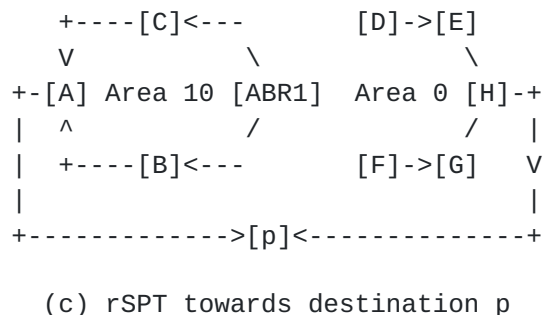 +----[C]<---      [D]->[E]
V          \            \
+-[A] Area 10 [ABR1]  Area 0 [H]-+
|  ^          /            /   |
|  +----[B]<---      [F]->[G]    V
|                                |
+------------->[p]<--------------+
(c) rSPT towards destination p